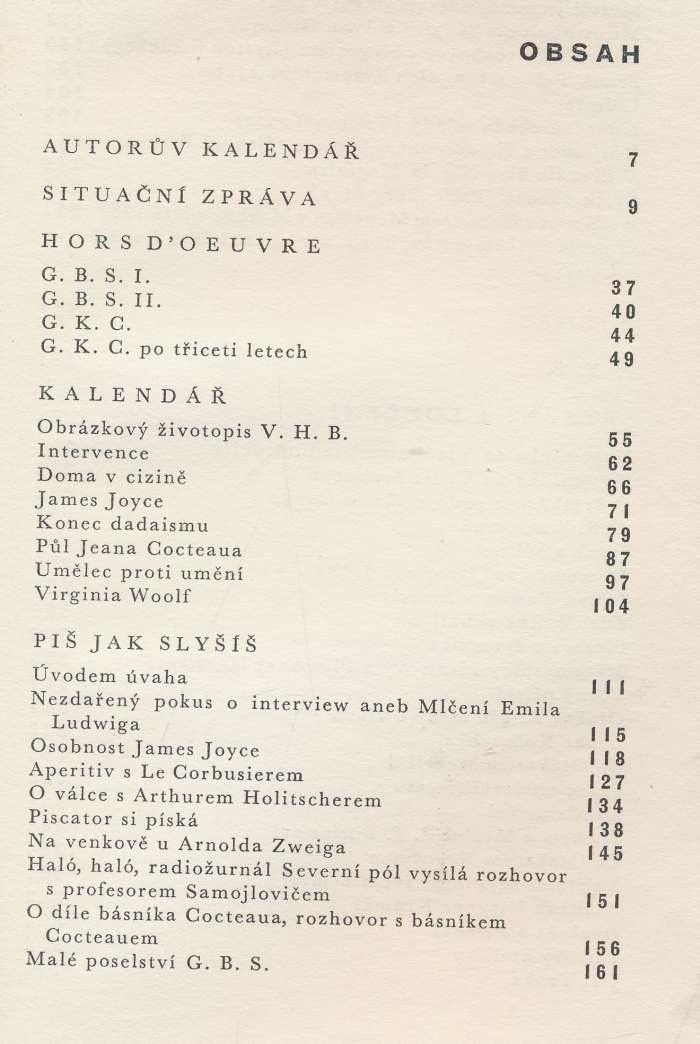 OBSAH
AUTORŮV KALENDÁŘ 7
SITUAČNÍ ZPRÁVA 9
HORS D'OEUVRE
G. B. S. I. 37
G. B. S. II. 40
G. K. C. 44
G. K. C. po třiceti letech 49
KALENDÁŘ
Obrázkový životopis V. H. B. 55
Intervence 62
Doma v cizině 66
James Joyce 71
Konec dadaismu 79
Půl Jeana Cocteaua 87
Umělec proti umění 97
Virginia Woolf 104
PIŠ JAK SLYŠÍŠ
Úvodem úvaha 111
Nezdařený pokus o interview aneb Mlčení Emila
Ludwiga 115
Osobnost James Joyce 118
Aperitiv s Le Corbusierem 127
O válce s Arthurem Holitscherem 134
Piscator si píská 138
Na venkově u Arnolda Zweiga 145
Haló, haló, radiožurnál Severní pól vysílá rozhovor
s profesorem Samojlovičem 151
O díle básníka Cocteaua, rozhovor s básníkem
Cocteauem 156
Malé poselství G. B. S. 161